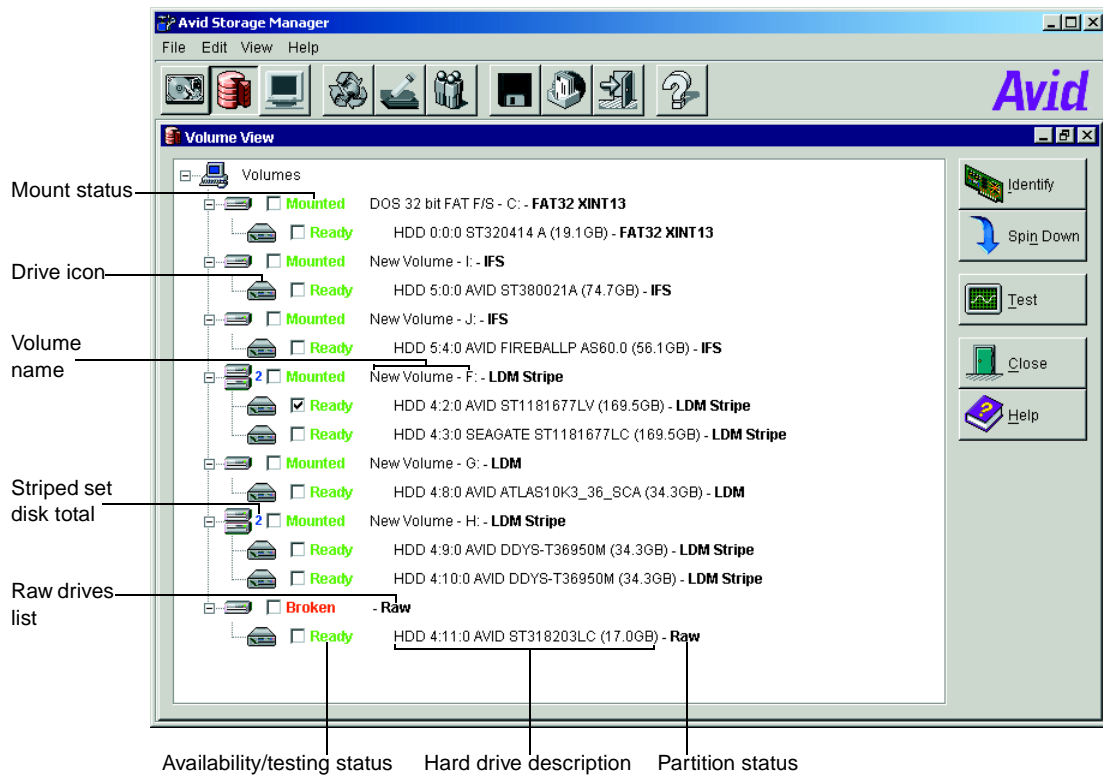 Avid Storage Manager
File Edit View Help
Avid
Volume View
Volumes
Mount status
Mounted DOS 32 bit FAT F/S - C: - FAT32 XINT13
Ready HDD 0:0:0 ST320414 A (19.1GB) - FAT32 XINT13
Mounted New Volume - I: - IFS
Drive icon
Ready HDD 5:0:0 AVID ST380021A (74.7GB) - IFS
Mounted New Volume - J: - IFS
Volume name
Ready HDD 5:4:0 AVID FIREBALLP AS60.0 (56.1GB) - IFS
2 Mounted New Volume - F: - LDM Stripe
Ready HDD 4:2:0 AVID ST1181677LV (169.5GB) - LDM Stripe
Ready HDD 4:3:0 SEAGATE ST1181677LC (169.5GB) - LDM Stripe
Mounted New Volume - G: - LDM
Striped set disk total
Ready HDD 4:8:0 AVID ATLAS10K3_36_SCA (34.3GB) - LDM
2 Mounted New Volume - H: - LDM Stripe
Ready HDD 4:9:0 AVID DDYS-T36950M (34.3GB) - LDM Stripe
Ready HDD 4:10:0 AVID DDYS-T36950M (34.3GB) - LDM Stripe
Raw drives list
Broken - Raw
Ready HDD 4:11:0 AVID ST318203LC (17.0GB) - Raw
Identify
Spin Down
Test
Close
Help
Availability/testing status Hard drive description Partition status